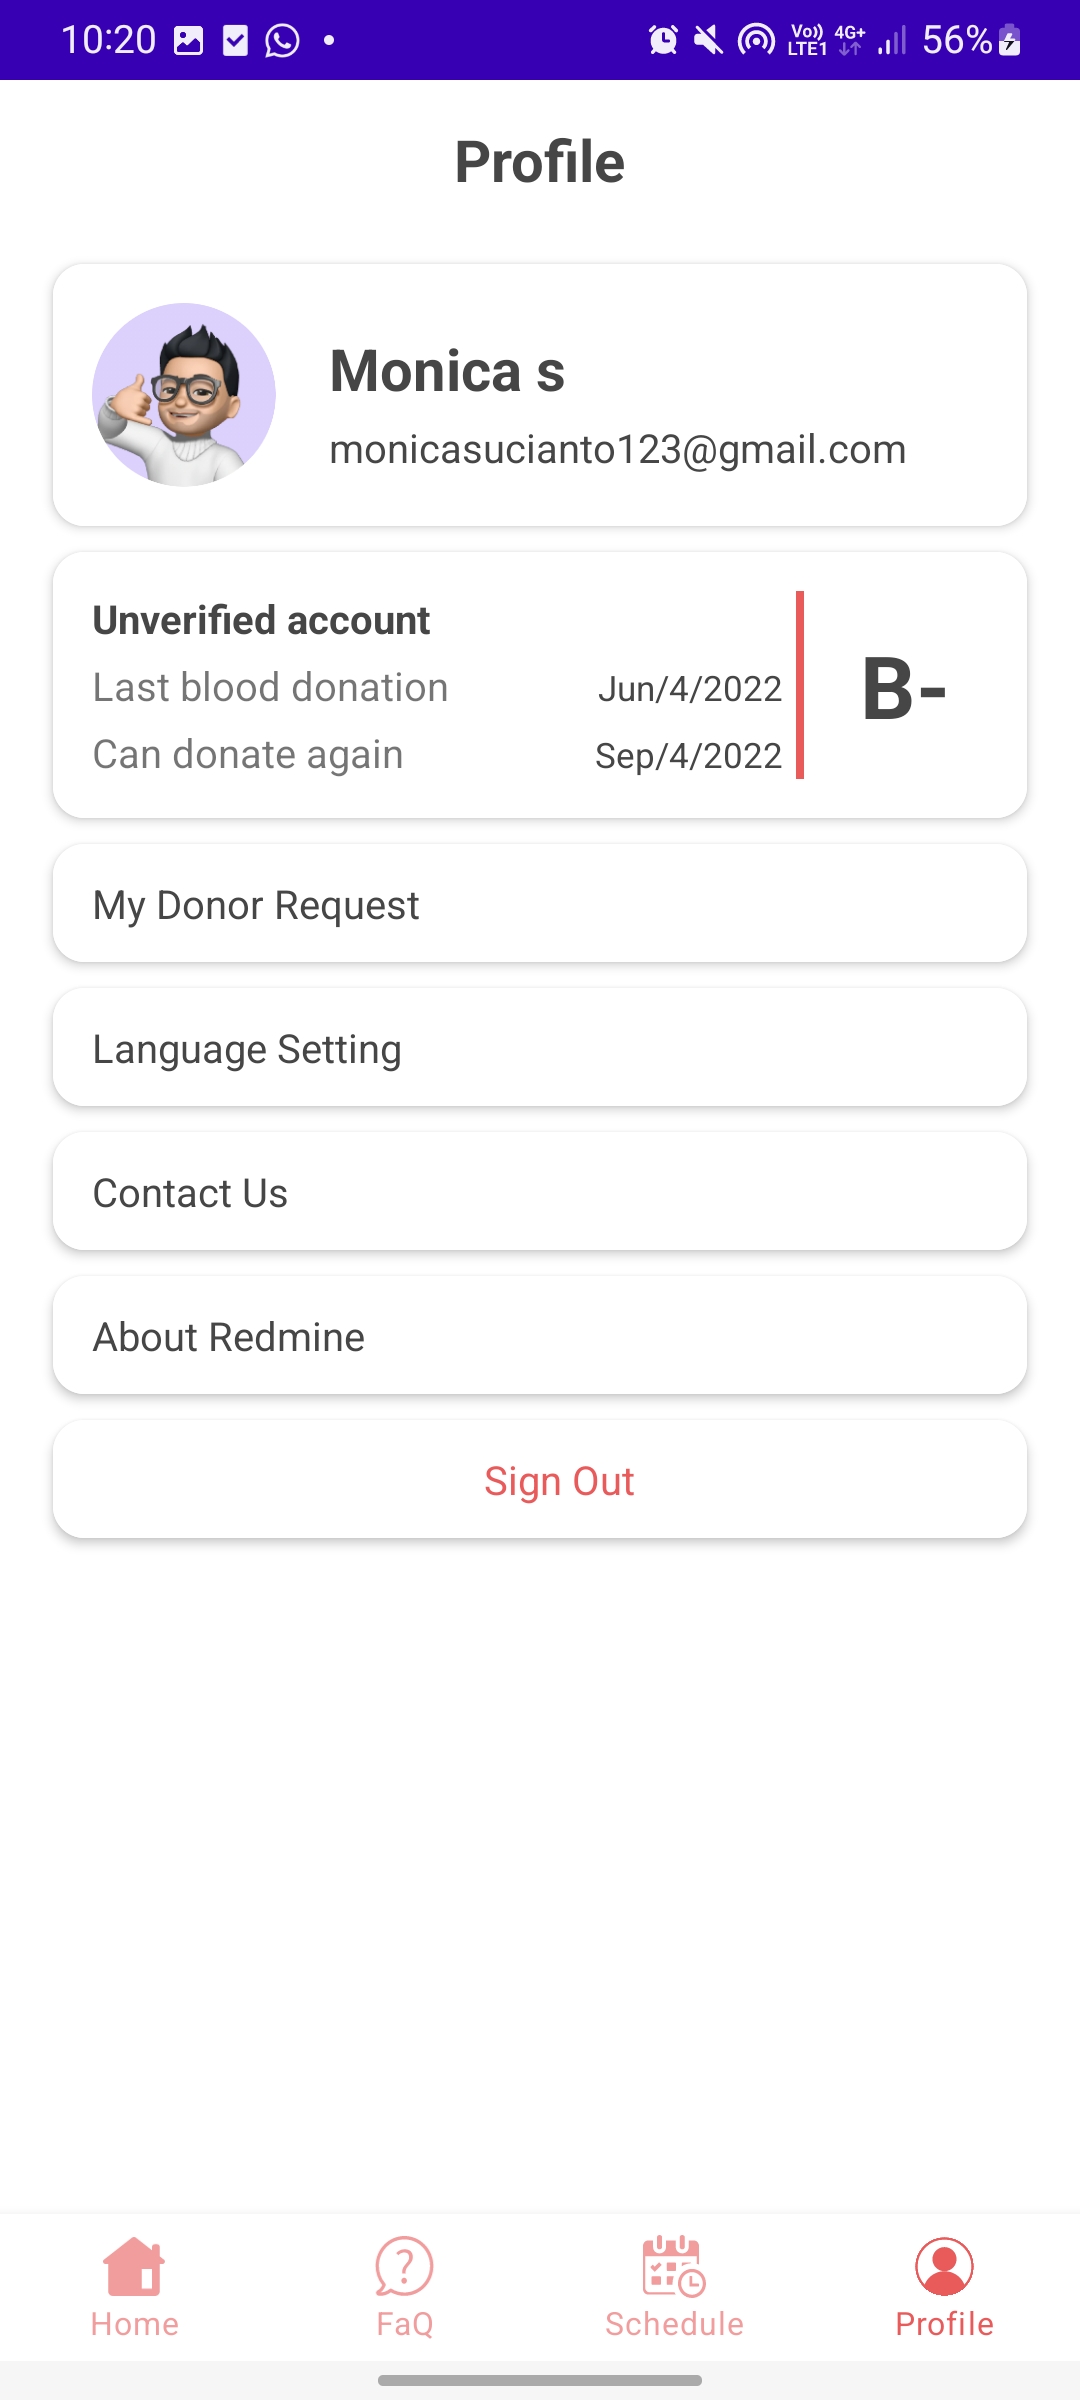 10:20 Vo)) LTE1 4G+ 56%
Profile
Monica s
monicasucianto123@gmail.com
Unverified account
Last blood donation Jun/4/2022
Can donate again Sep/4/2022
B-
My Donor Request
Language Setting
Contact Us
About Redmine
Sign Out
Home FaQ Schedule Profile